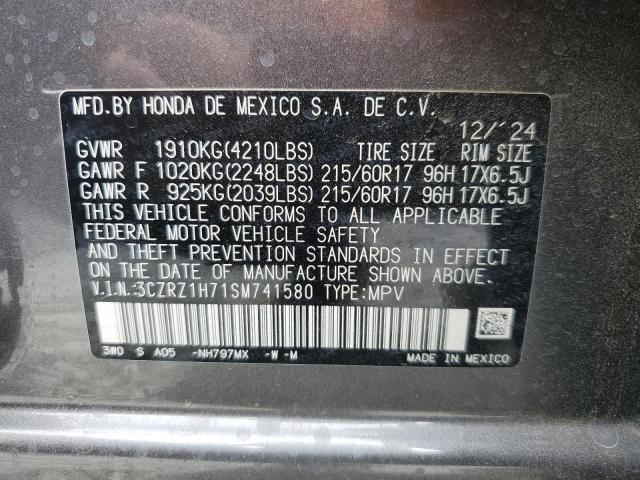 MFD.BY HONDA DE MEXICO S.A. DE C.V.
12/'24
GVWR 1910KG(4210LBS) TIRE SIZE RIM SIZE
GAWR F 1020KG(2248LBS) 215/60R17 96H 17X6.5J
GAWR R 925KG(2039LBS) 215/60R17 96H 17X6.5J
THIS VEHICLE CONFORMS TO ALL APPLICABLE
FEDERAL MOTOR VEHICLE SAFETY
AND THEFT PREVENTION STANDARDS IN EFFECT
ON THE DATE OF MANUFACTURE SHOWN ABOVE.
V.I.N.:3CZRZ1H71SM741580 TYPE:MPV
3W0 S A05 -NH797MX -W -M MADE IN MEXICO